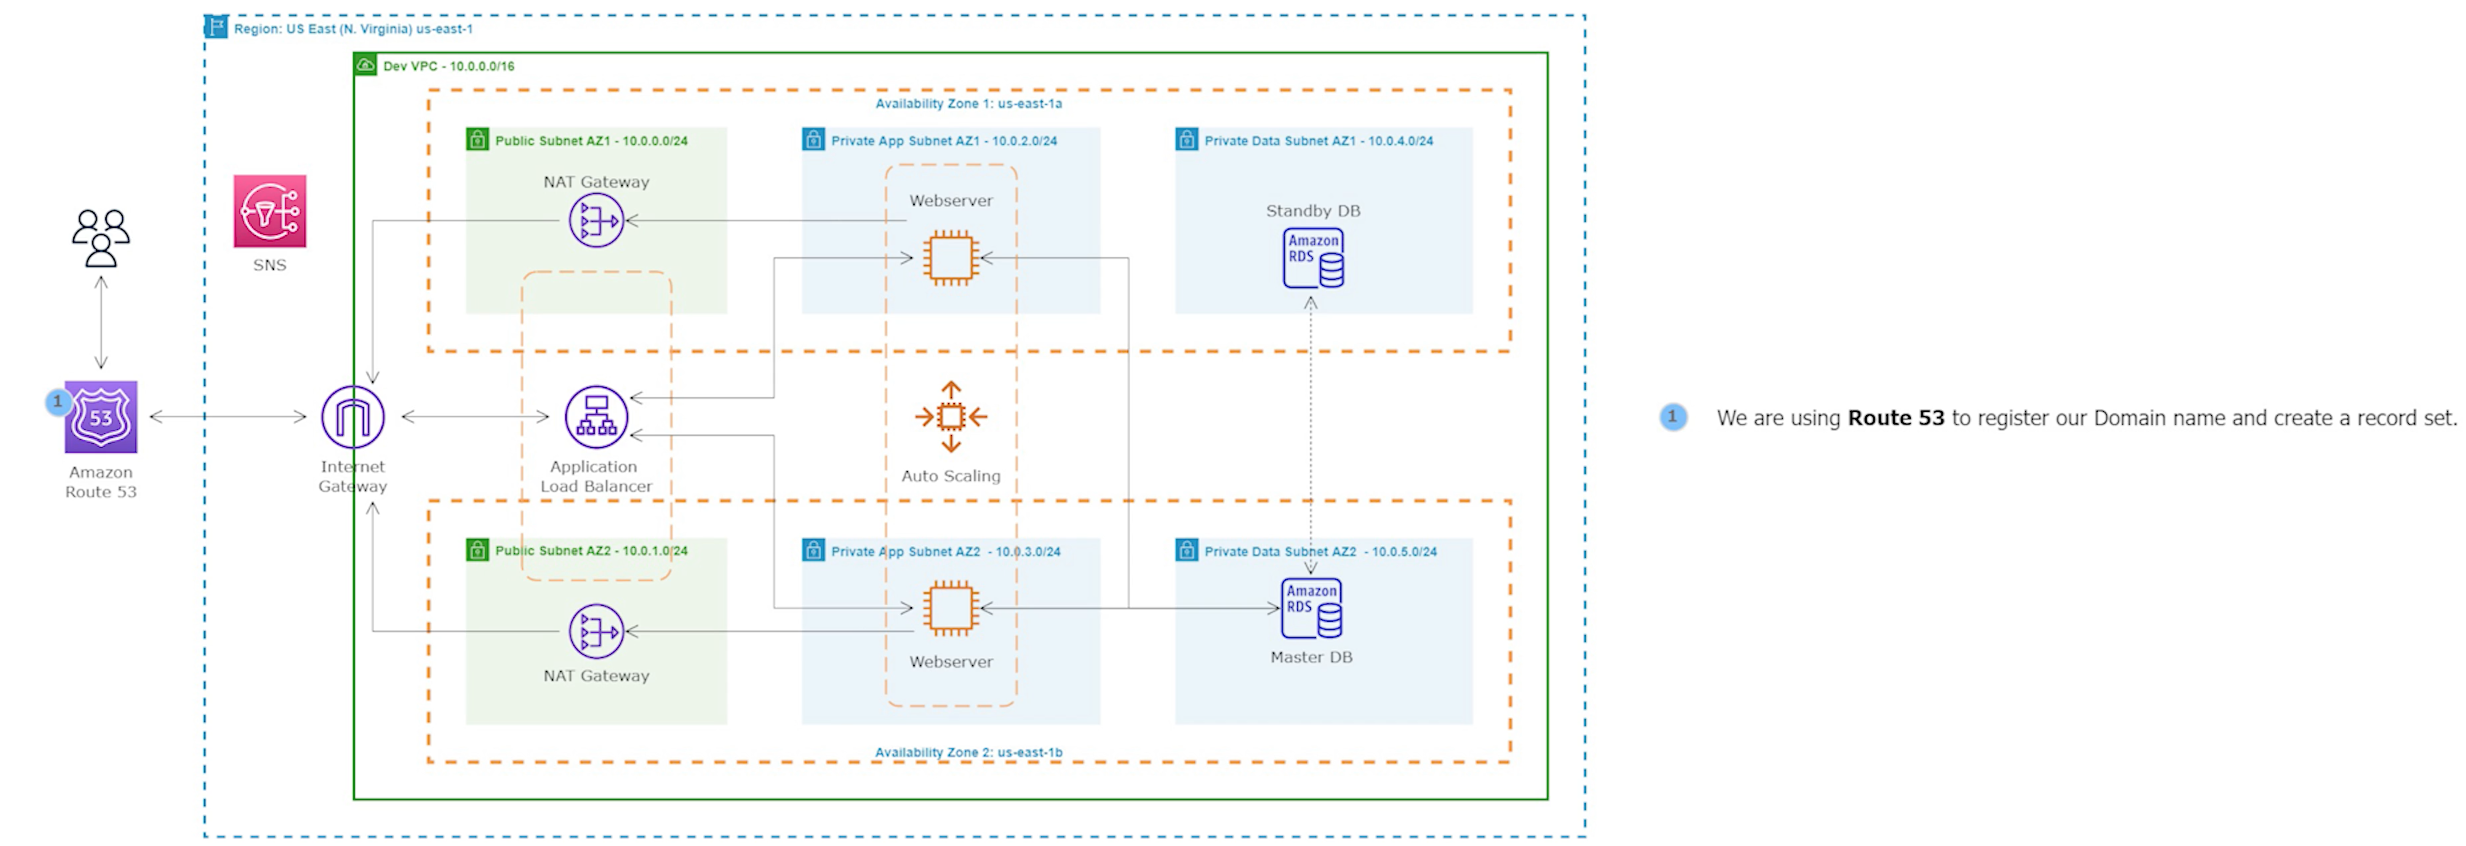 Region: US East (N. Virginia) us-east-1
Dev VPC - 10.0.0.0/16
Availability Zone 1: us-east-1a
Public Subnet AZ1 - 10.0.0.0/24
Private App Subnet AZ1 - 10.0.2.0/24
Private Data Subnet AZ1 - 10.0.4.0/24
NAT Gateway
Webserver
Standby DB
Amazon
RDS
SNS
1
53
Amazon
Route 53
Internet
Gateway
Application
Load Balancer
Auto Scaling
1 We are using Route 53 to register our Domain name and create a record set.
Public Subnet AZ2 - 10.0.1.0/24
Private App Subnet AZ2 - 10.0.3.0/24
Private Data Subnet AZ2 - 10.0.5.0/24
Amazon
RDS
NAT Gateway
Webserver
Master DB
Availability Zone 2: us-east-1b